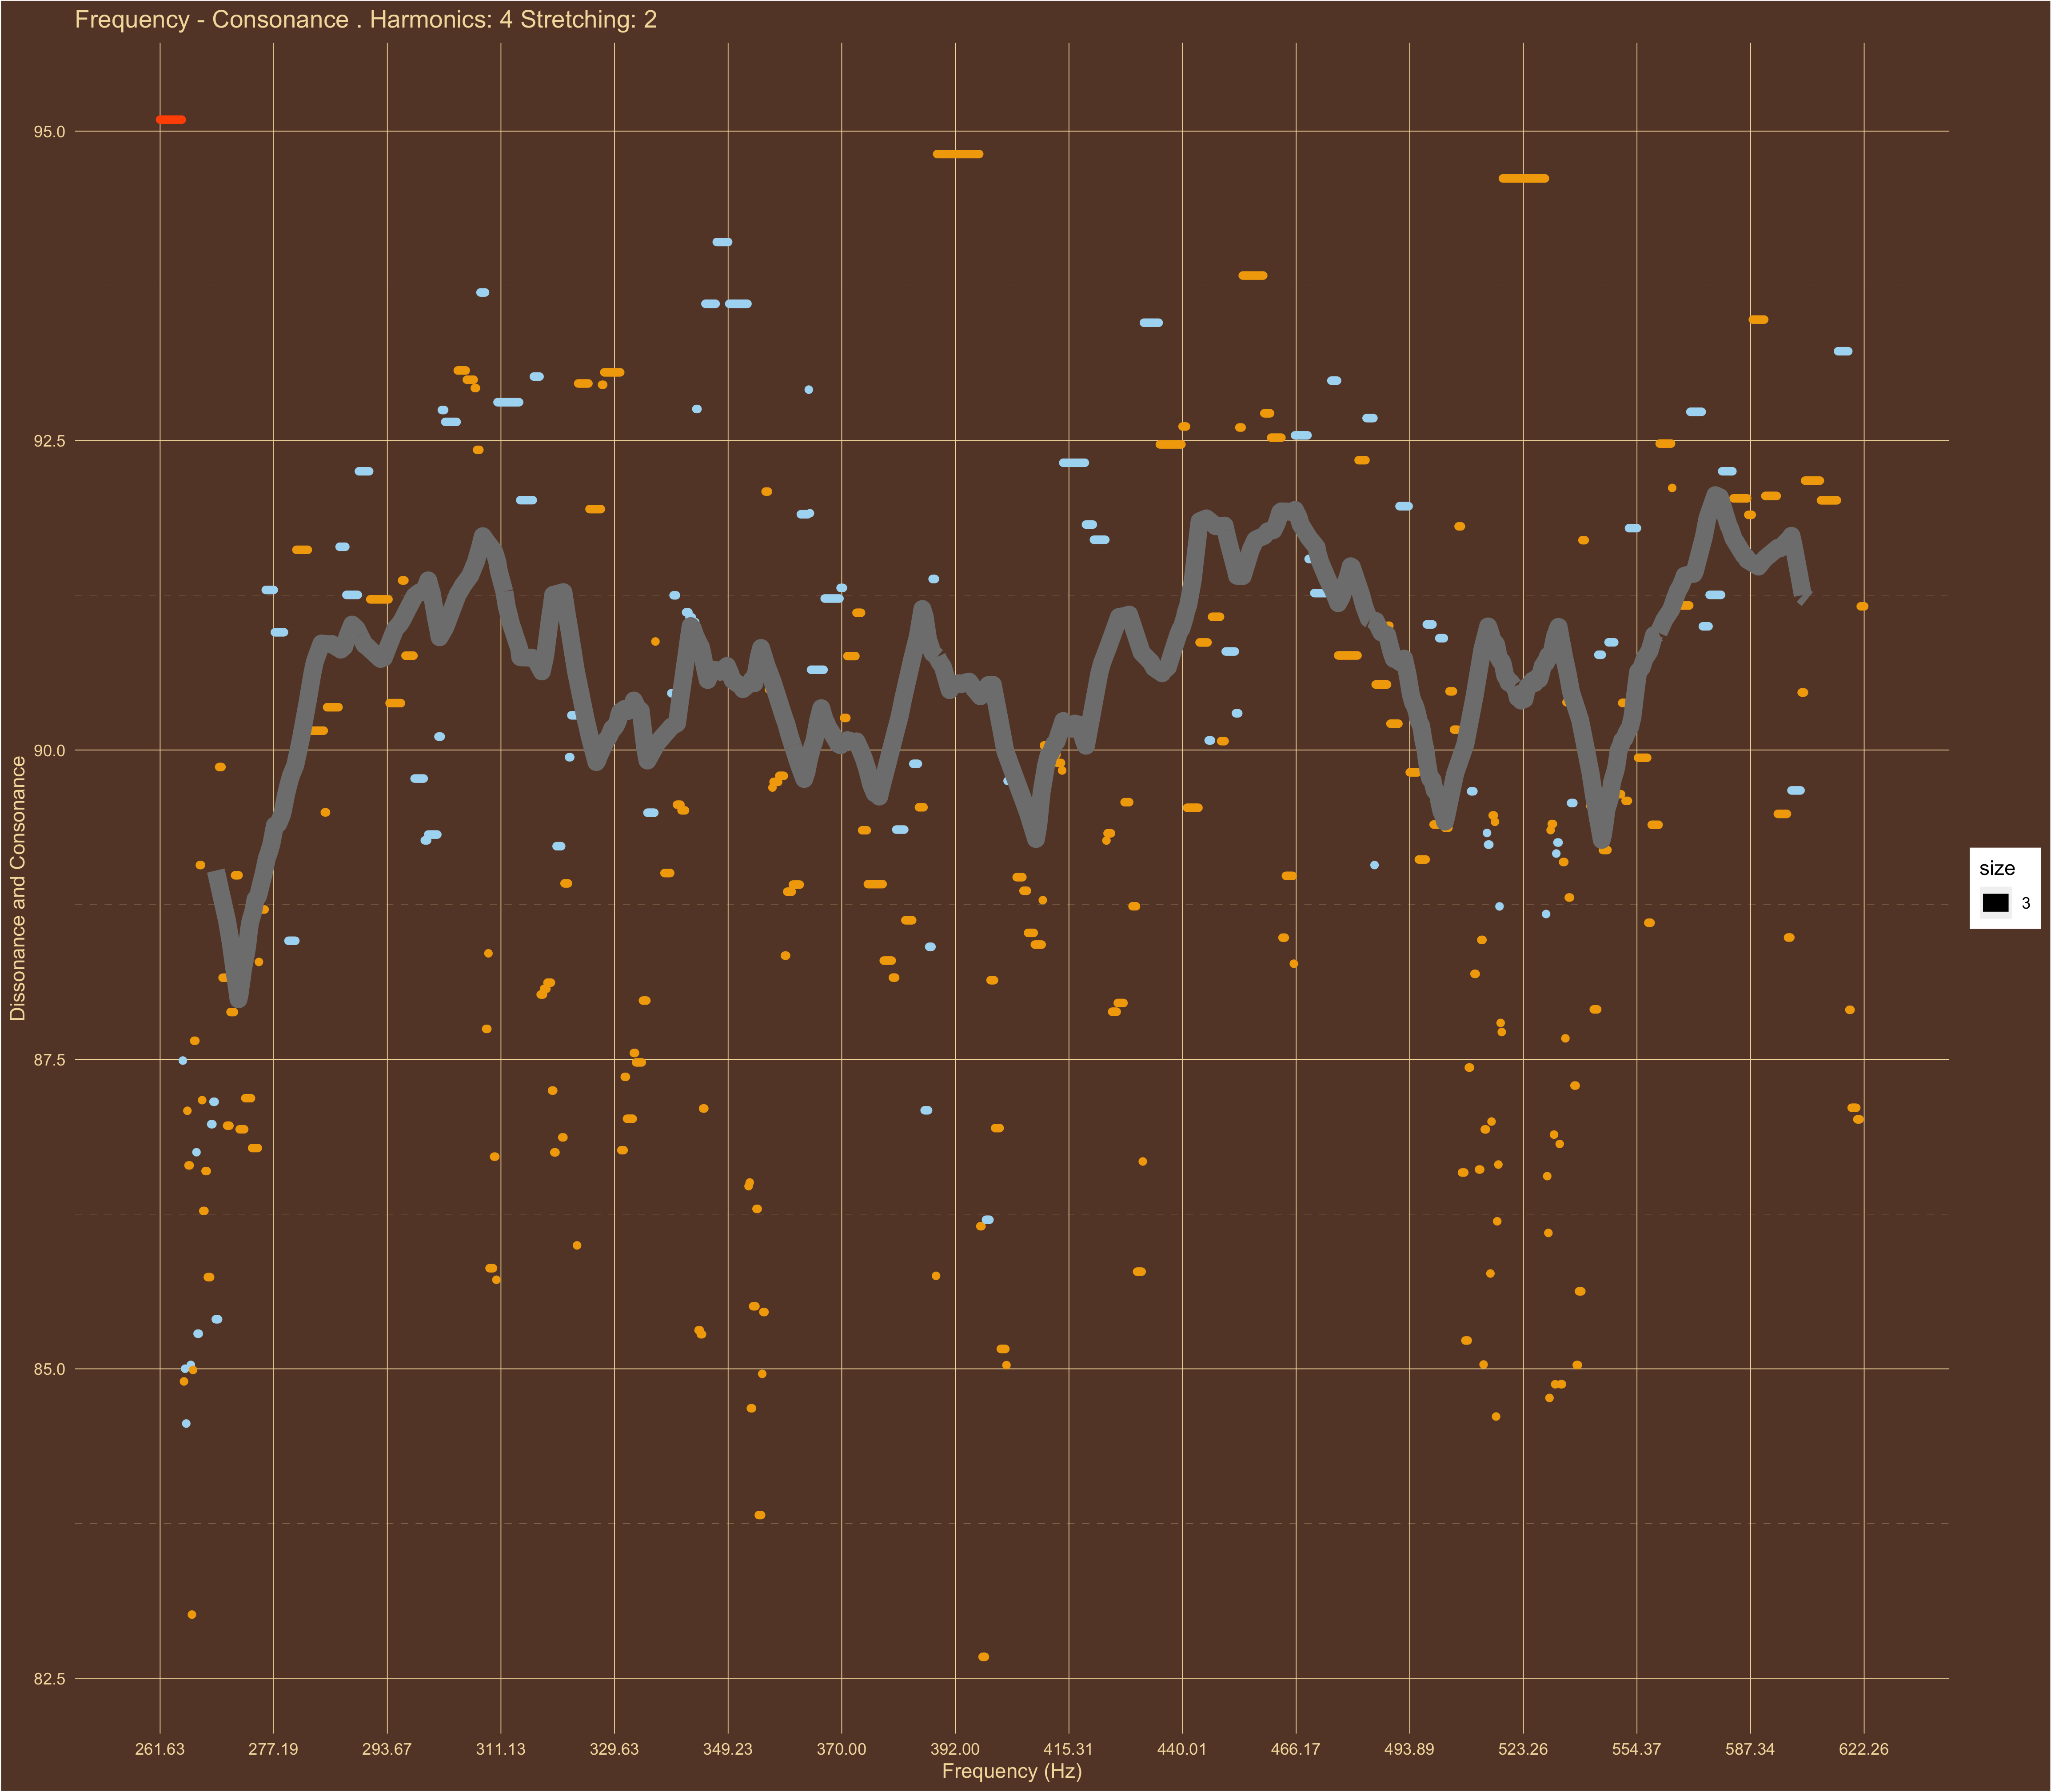 Frequency - Consonance . Harmonics: 4 Stretching: 2
95.0
92.5
90.0
87.5
85.0
82.5
Dissonance and Consonance
261.63 277.19 293.67 311.13 329.63 349.23 370.00 392.00 415.31 440.01 466.17 493.89 523.26 554.37 587.34 622.26
Frequency (Hz)
size
3